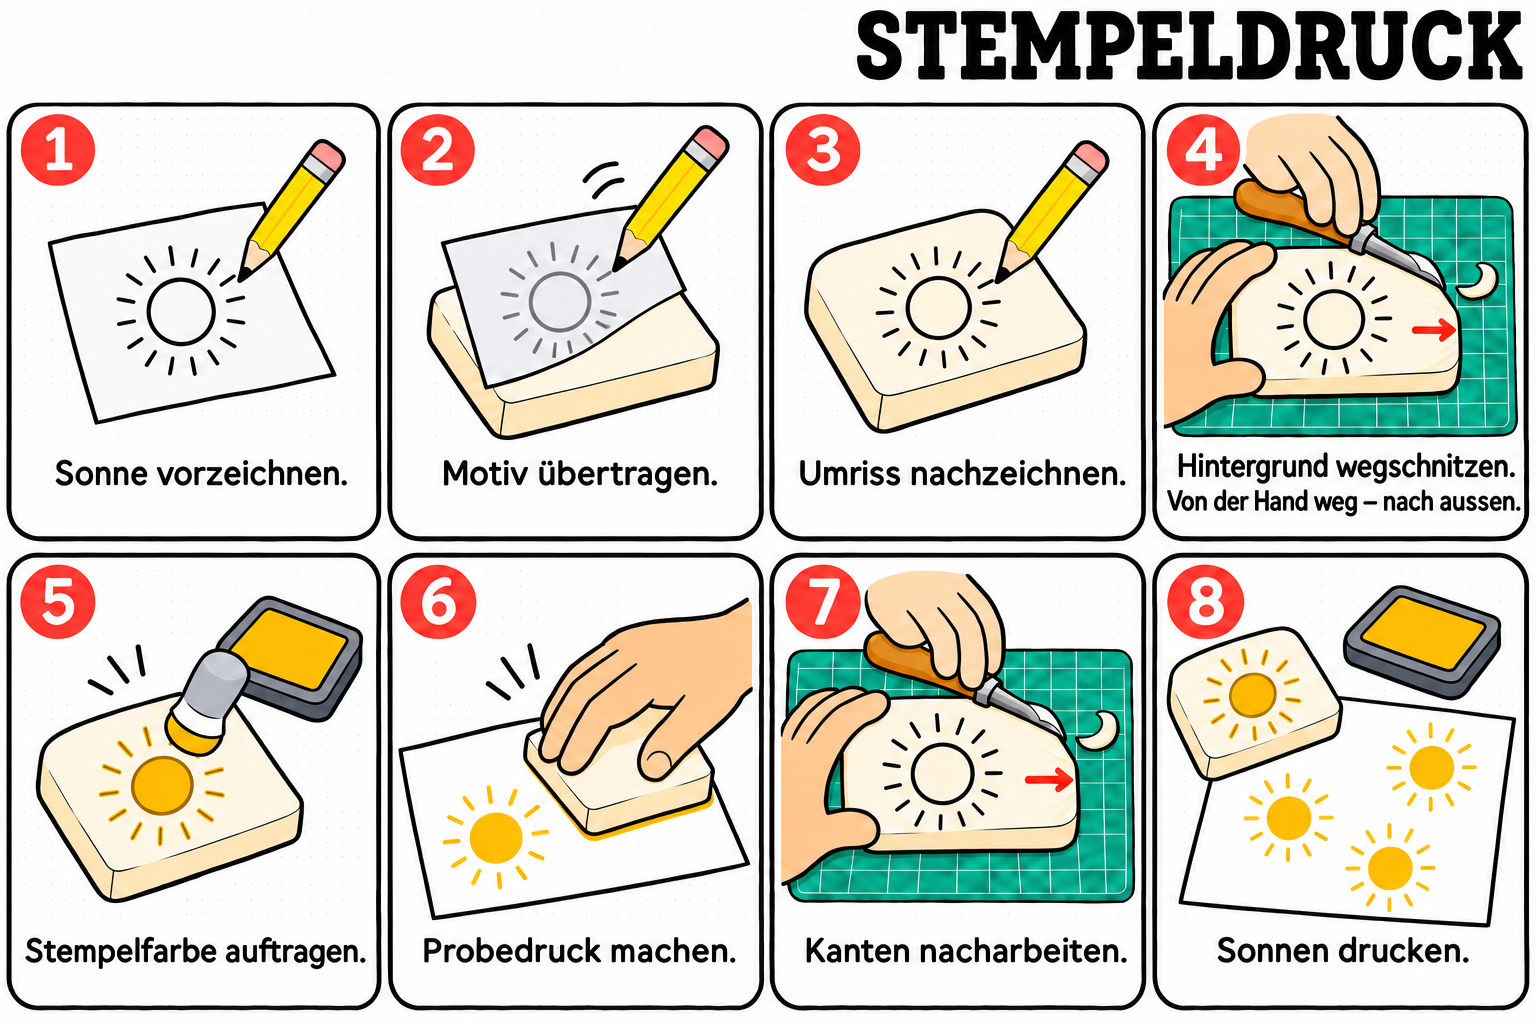 STEMPELDRUCK
1
Sonne vorzeichnen.
2
Motiv übertragen.
3
Umriss nachzeichnen.
4
Hintergrund wegschnitzen.
Von der Hand weg – nach aussen.
5
Stempelfarbe auftragen.
6
Probedruck machen.
7
Kanten nacharbeiten.
8
Sonnen drucken.